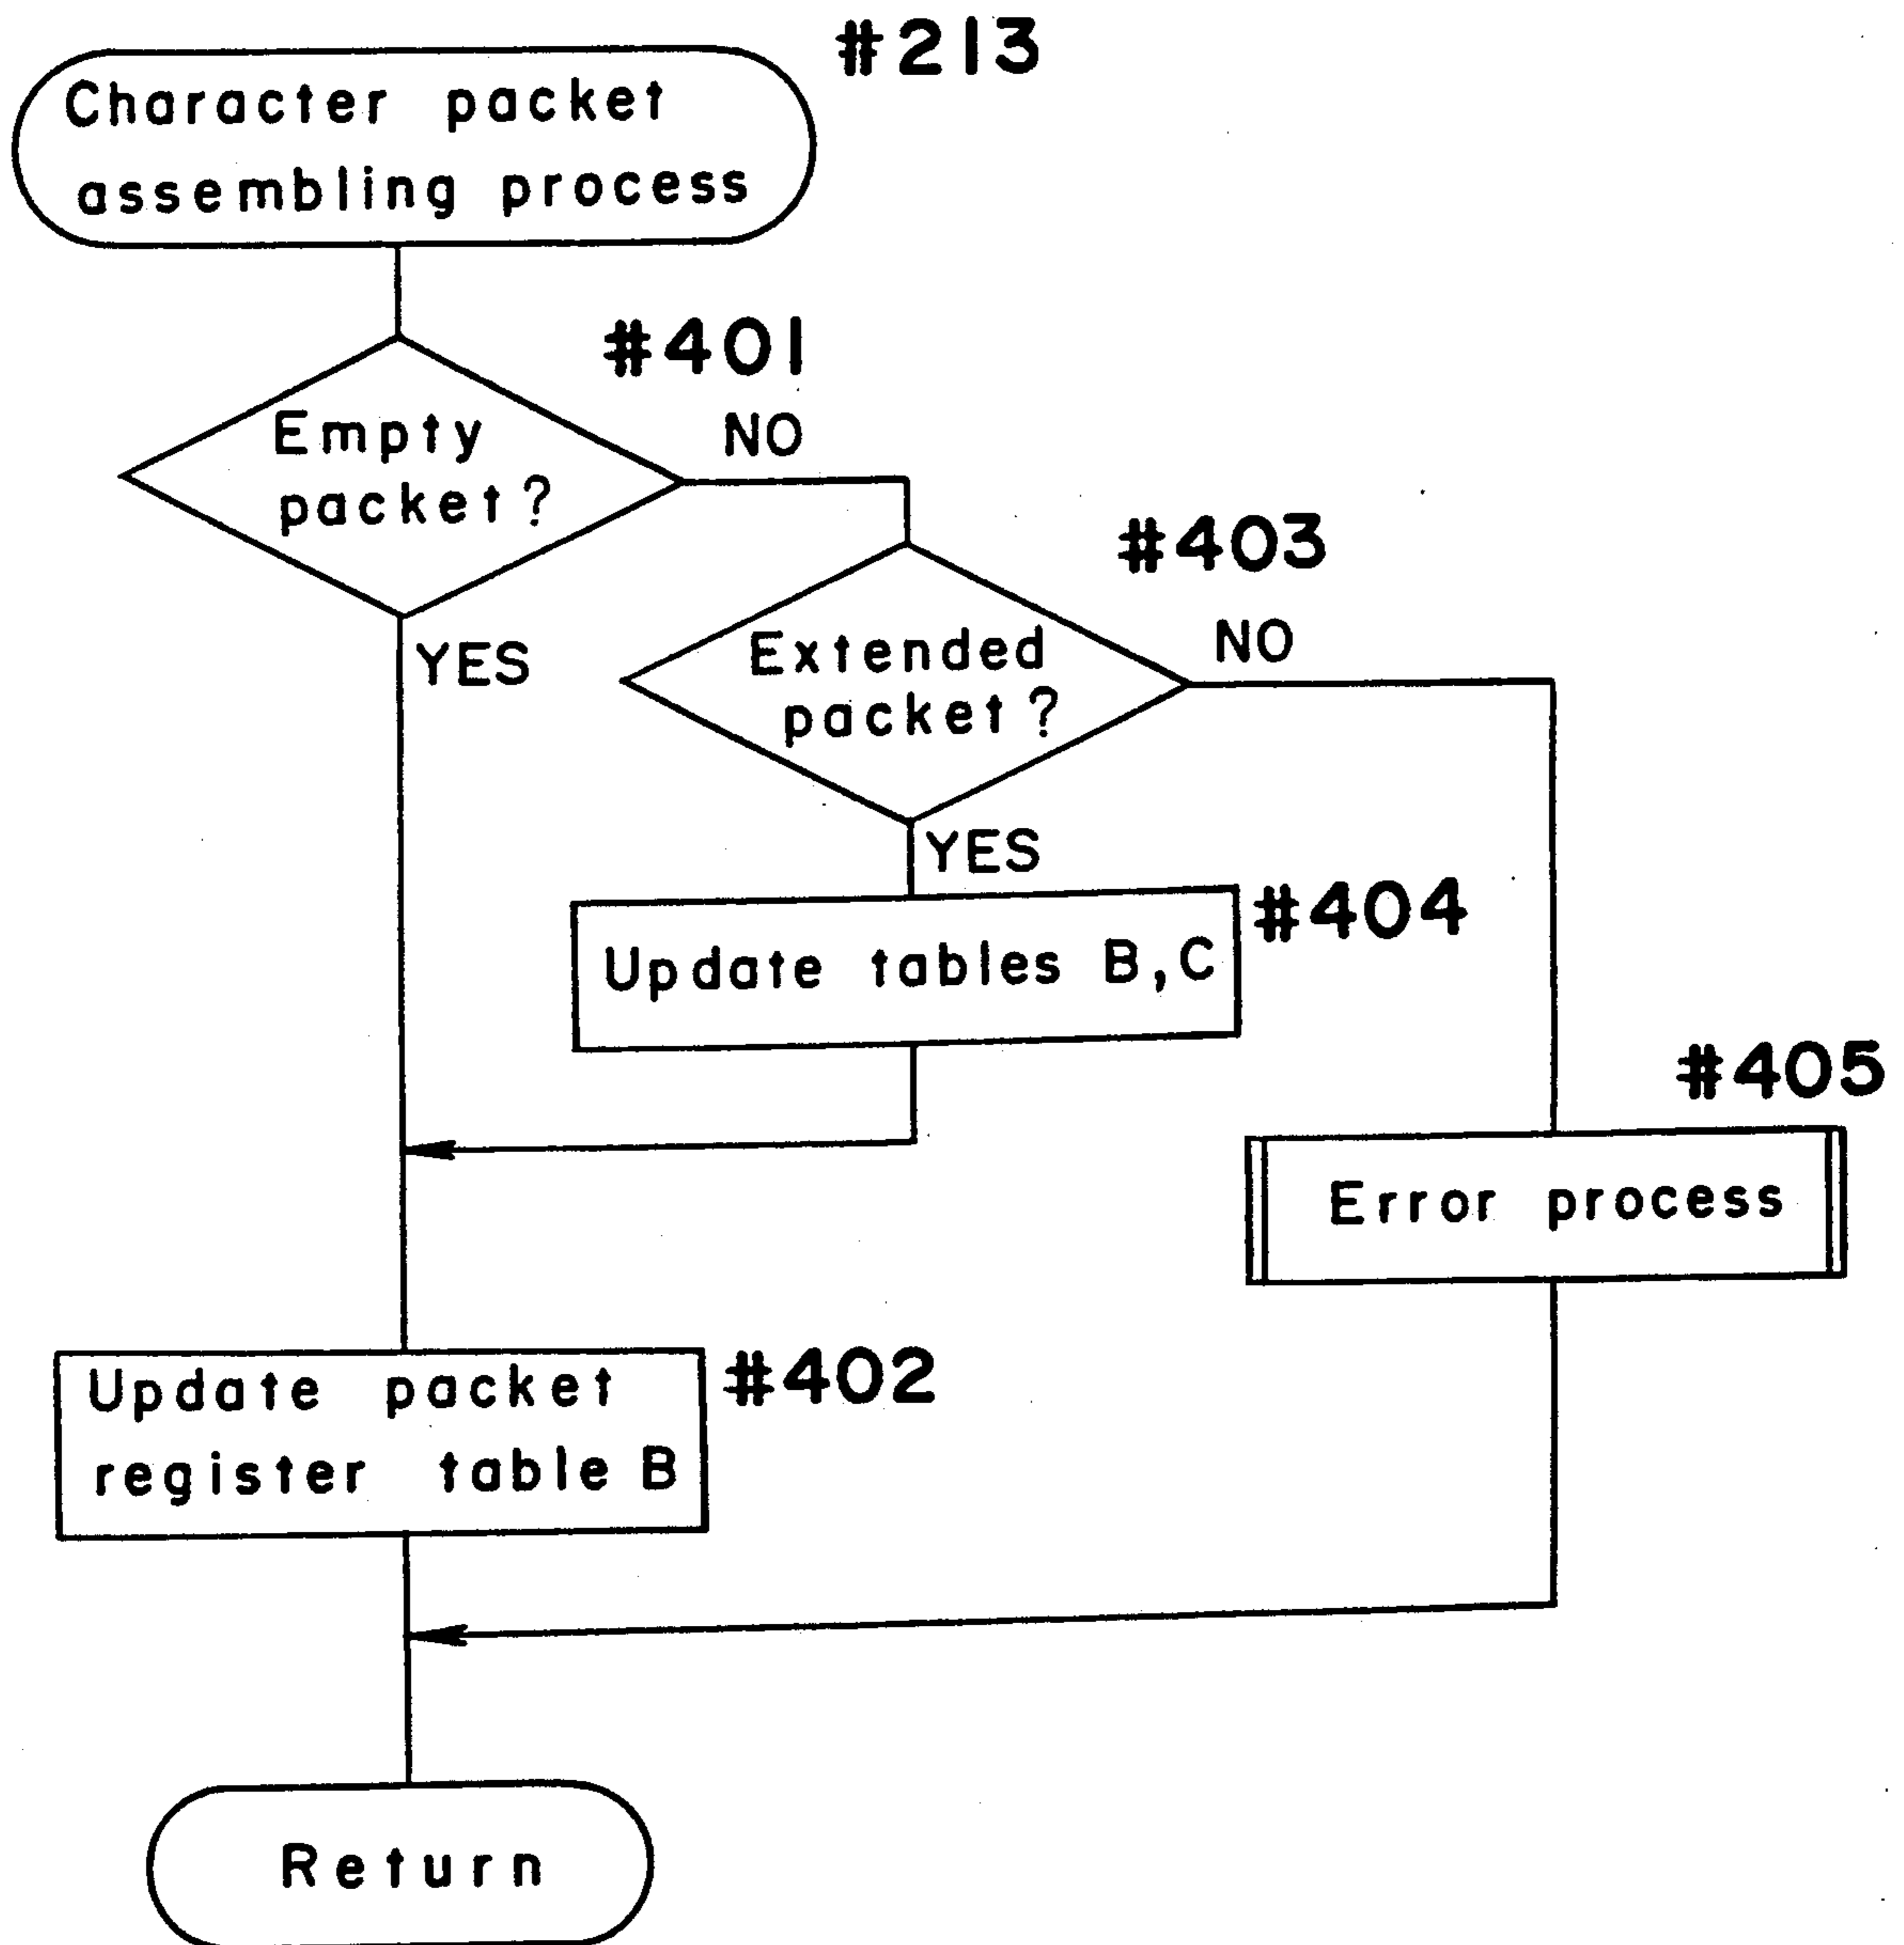 #213
Character packet
assembling process
#401
NO
Empty
packet?
YES
#403
NO
Extended
packet?
YES
#404
Update tables B,C
#405
Error process
#402
Update packet
register table B
Return